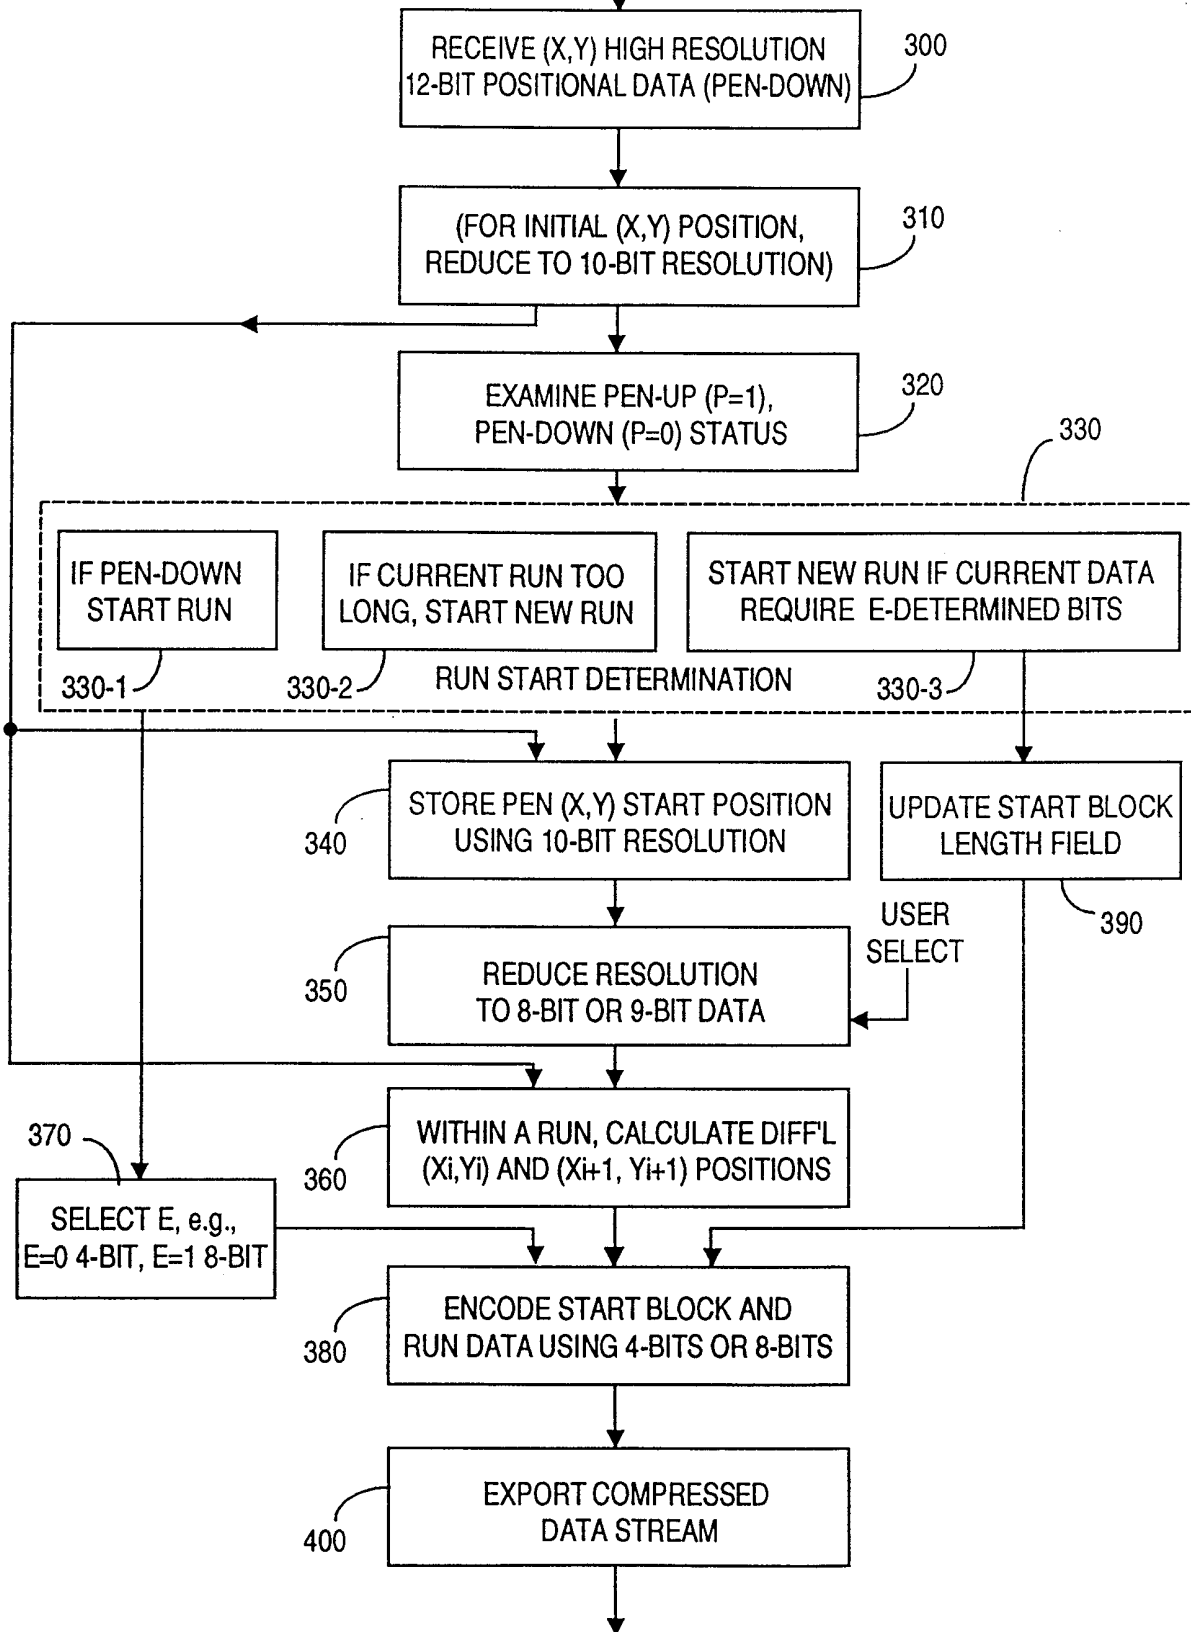 RECEIVE (X,Y) HIGH RESOLUTION
12-BIT POSITIONAL DATA (PEN-DOWN)
300
(FOR INITIAL (X,Y) POSITION,
REDUCE TO 10-BIT RESOLUTION)
310
EXAMINE PEN-UP (P=1),
PEN-DOWN (P=0) STATUS
320
330
IF PEN-DOWN
START RUN
330-1
IF CURRENT RUN TOO
LONG, START NEW RUN
330-2
START NEW RUN IF CURRENT DATA
REQUIRE E-DETERMINED BITS
330-3
RUN START DETERMINATION
STORE PEN (X,Y) START POSITION
USING 10-BIT RESOLUTION
340
UPDATE START BLOCK
LENGTH FIELD
390
USER
SELECT
REDUCE RESOLUTION
TO 8-BIT OR 9-BIT DATA
350
WITHIN A RUN, CALCULATE DIFF'L
(Xi,Yi) AND (Xi+1, Yi+1) POSITIONS
360
370
SELECT E, e.g.,
E=0 4-BIT, E=1 8-BIT
ENCODE START BLOCK AND
RUN DATA USING 4-BITS OR 8-BITS
380
EXPORT COMPRESSED
DATA STREAM
400